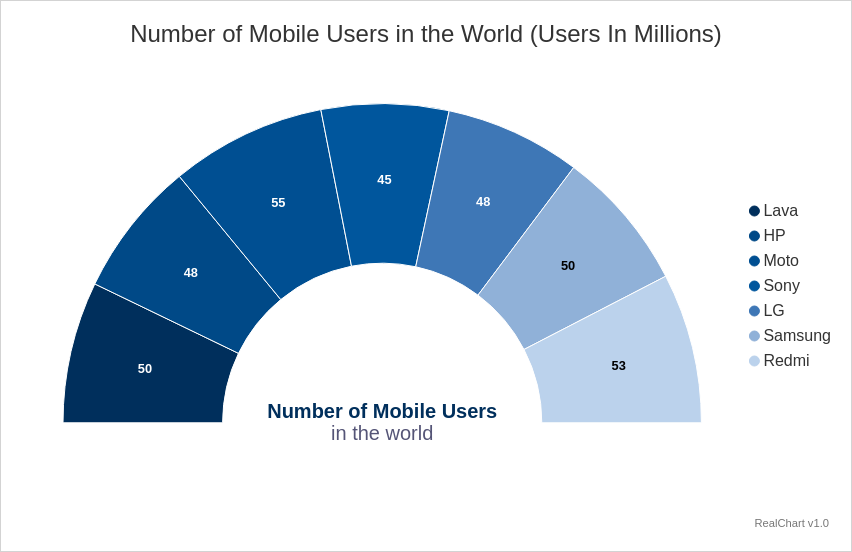 Number of Mobile Users in the World (Users In Millions)
50
48
55
45
48
50
53
Number of Mobile Users
in the world
Lava
HP
Moto
Sony
LG
Samsung
Redmi
RealChart v1.0